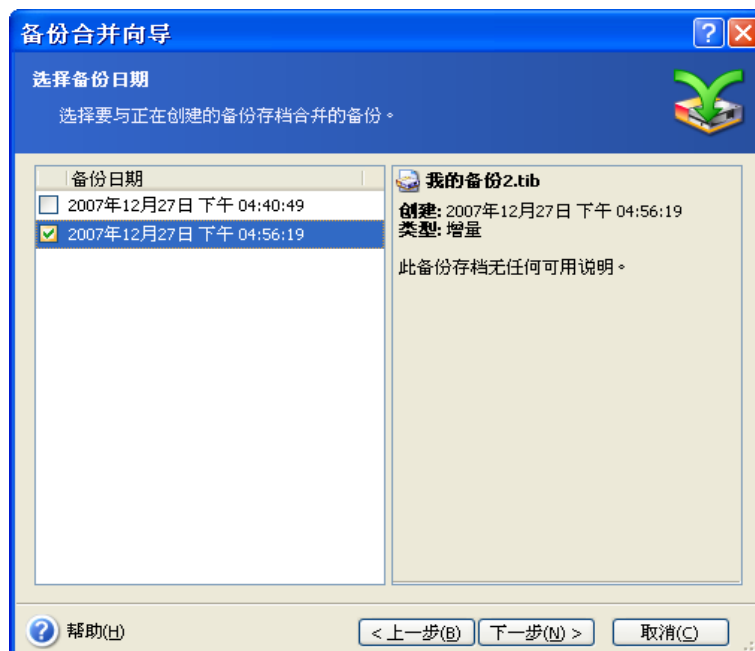 备份合并向导
选择备份日期
选择要与正在创建的备份存档合并的备份。
备份日期
2007年12月27日 下午 04:40:49
2007年12月27日 下午 04:56:19
我的备份2.tib
创建: 2007年12月27日 下午 04:56:19
类型: 增量
此备份存档无任何可用说明。
帮助(H)
< 上一步(B)
下一步(N) >
取消(C)